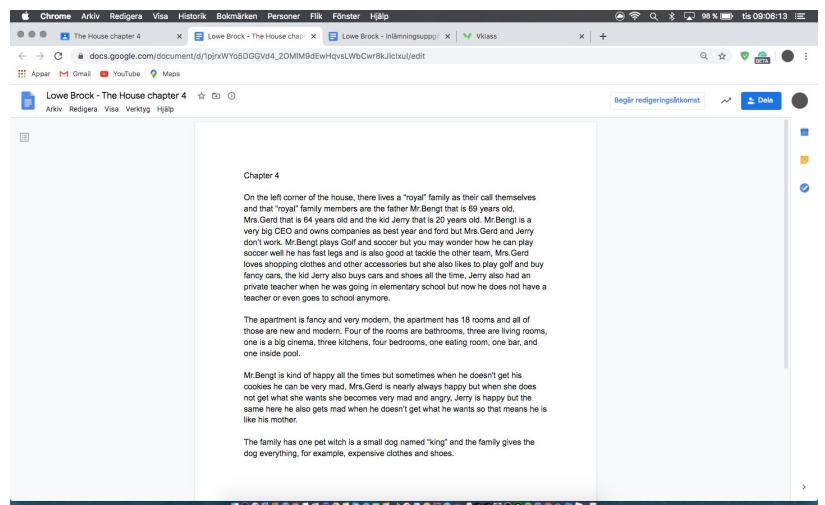 Chrome Arkiv Redigera Visa Historik Bokmärken Personer Flik Fönster Hjälp 98 % tis 09:06:13
The House chapter 4 × Lowe Brock - The House chap × Lowe Brock - Inlämningsuppgi × Vklass × +
docs.google.com/document/d/1pjrxWYo5DGGVd4_2OMlM9dEwHqvsLWbCwr8kJlcIxuI/edit
BETA
Appar Gmail YouTube Maps
Lowe Brock - The House chapter 4
Arkiv Redigera Visa Verktyg Hjälp
Begär redigeringsåtkomst Dela
Chapter 4
On the left corner of the house, there lives a “royal” family as their call themselves
and that “royal” family members are the father Mr.Bengt that is 69 years old,
Mrs.Gerd that is 64 years old and the kid Jerry that is 20 years old. Mr.Bengt is a
very big CEO and owns companies as best year and ford but Mrs.Gerd and Jerry
don’t work. Mr.Bengt plays Golf and soccer but you may wonder how he can play
soccer well he has fast legs and is also good at tackle the other team, Mrs.Gerd
loves shopping clothes and other accessories but she also likes to play golf and buy
fancy cars, the kid Jerry also buys cars and shoes all the time, Jerry also had an
private teacher when he was going in elementary school but now he does not have a
teacher or even goes to school anymore.
The apartment is fancy and very modern, the apartment has 18 rooms and all of
those are new and modern. Four of the rooms are bathrooms, three are living rooms,
one is a big cinema, three kitchens, four bedrooms, one eating room, one bar, and
one inside pool.
Mr.Bengt is kind of happy all the times but sometimes when he doesn't get his
cookies he can be very mad, Mrs.Gerd is nearly always happy but when she does
not get what she wants she becomes very mad and angry, Jerry is happy but the
same here he also gets mad when he doesn’t get what he wants so that means he is
like his mother.
The family has one pet witch is a small dog named “king” and the family gives the
dog everything, for example, expensive clothes and shoes.